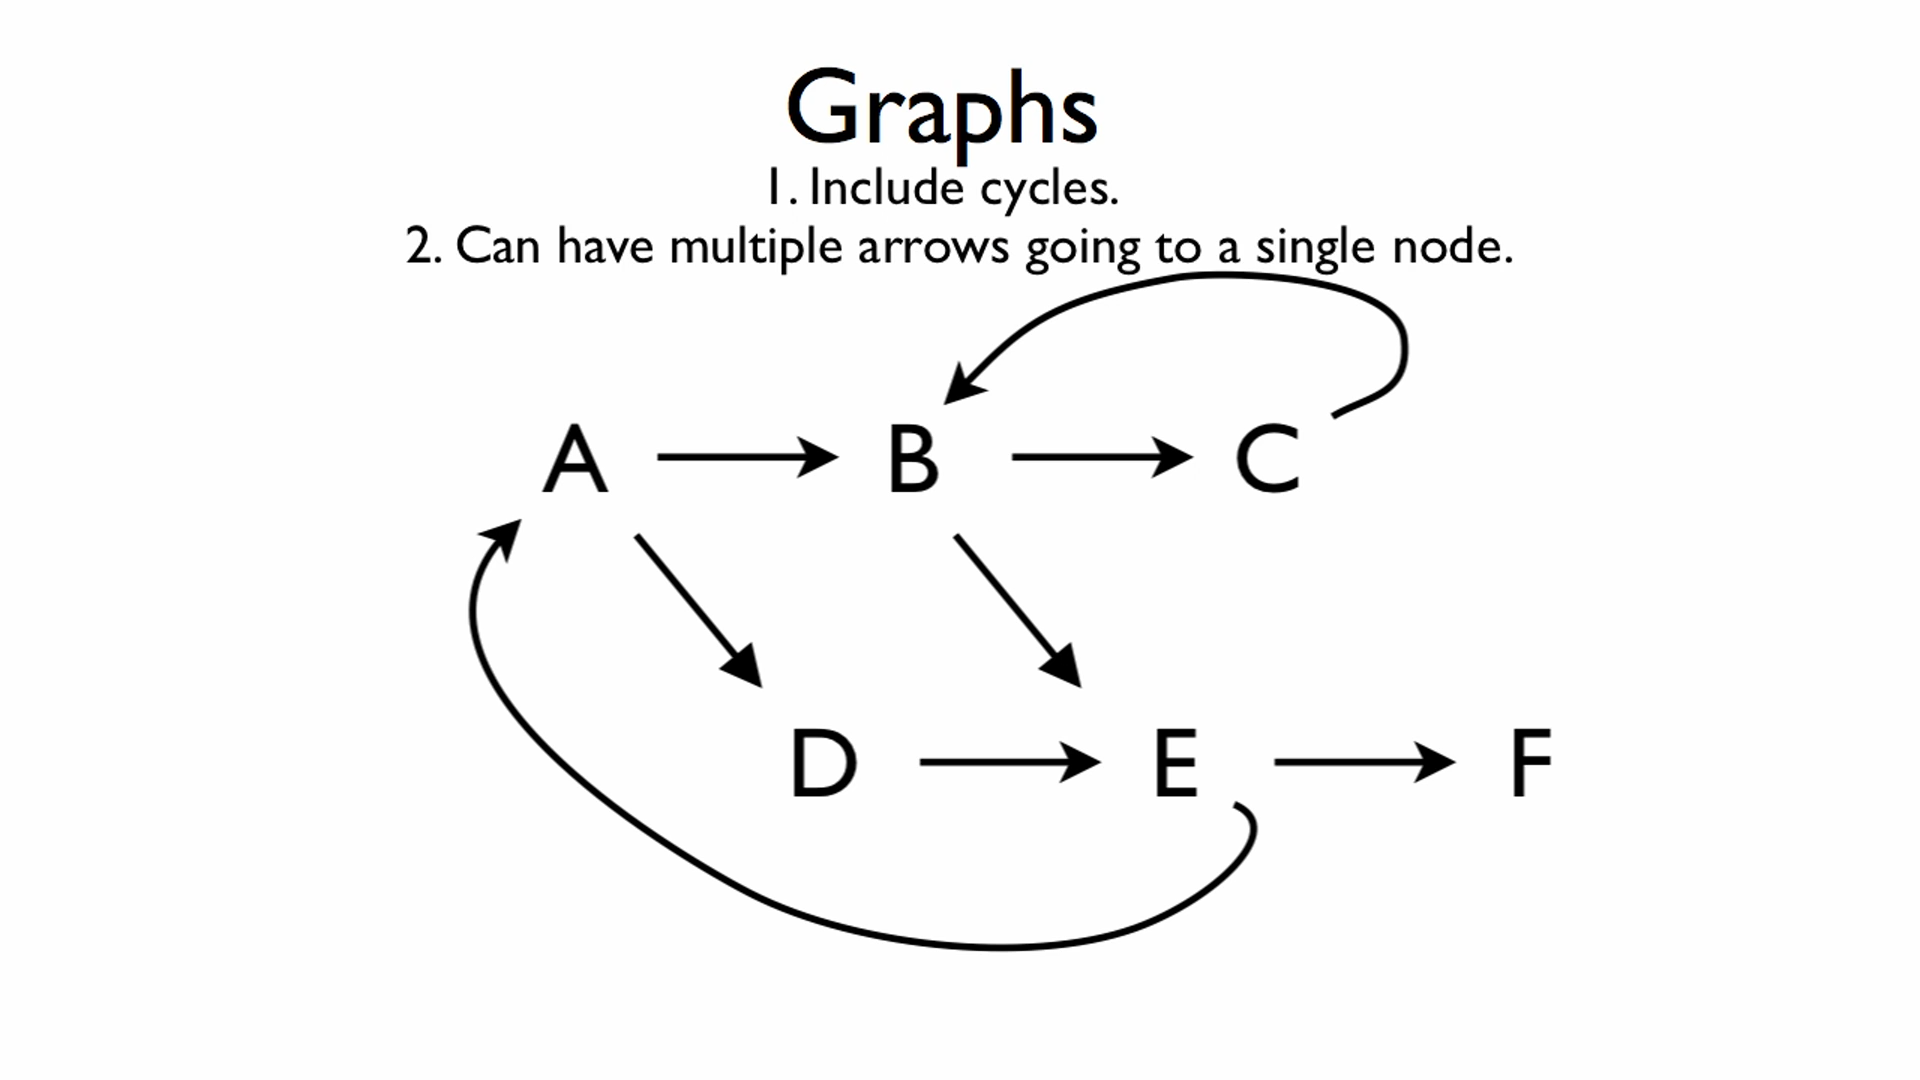 Graphs
1. Include cycles.
2. Can have multiple arrows going to a single node.
A B C
D E F